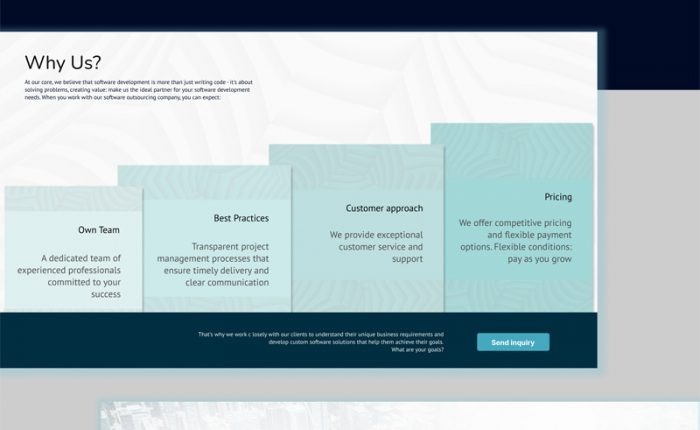 Why Us?
At our core, we believe that software development is more than just writing code - it's about
solving problems, creating value: make us the ideal partner for your software development
needs. When you work with our software outsourcing company, you can expect:
Own Team
A dedicated team of
experienced professionals
committed to your
success
Best Practices
Transparent project
management processes that
ensure timely delivery and
clear communication
Customer approach
We provide exceptional
customer service and
support
Pricing
We offer competitive pricing
and flexible payment
options. Flexible conditions:
pay as you grow
That's why we work c losely with our clients to understand their unique business requirements and
develop custom software solutions that help them achieve their goals.
What are your goals?
Send inquiry